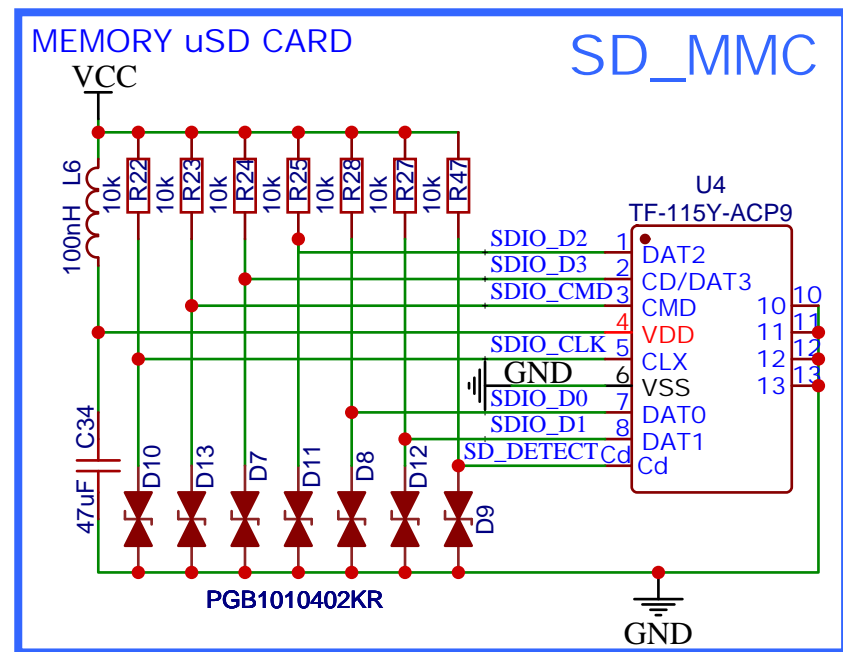 MEMORY uSD CARD
SD_MMC
VCC
L6
100nH
R22
10k
R23
10k
R24
10k
R25
10k
R28
10k
R27
10k
R47
10k
U4
TF-115Y-ACP9
SDIO_D2 1 DAT2
SDIO_D3 2 CD/DAT3
SDIO_CMD 3 CMD
10 10
4 VDD
11 11
SDIO_CLK 5 CLX
12 12
GND 6 VSS
13 13
SDIO_D0 7 DAT0
SDIO_D1 8 DAT1
SD_DETECT Cd Cd
C34
47uF
D10
D13
D7
D11
D8
D12
D9
PGB1010402KR
GND